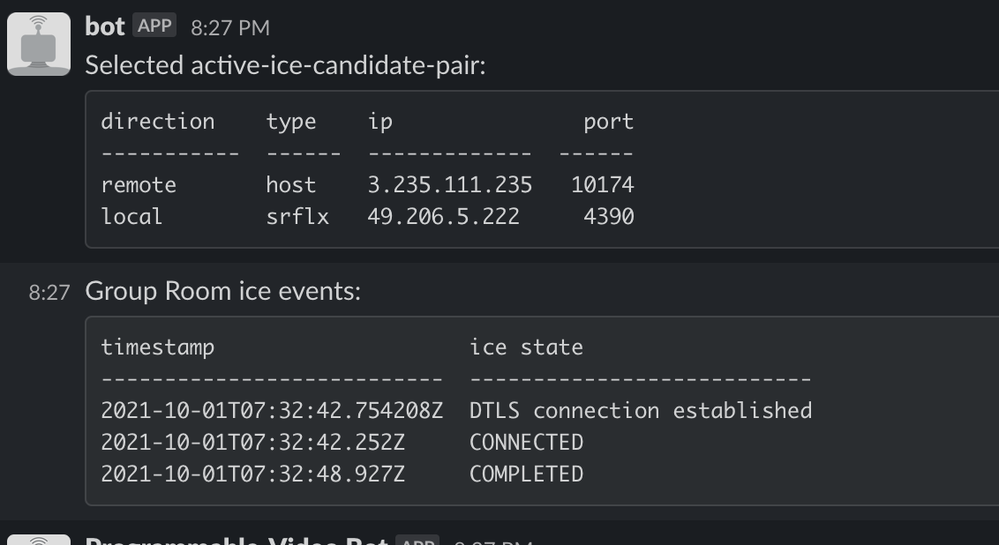 bot APP 8:27 PM
Selected active-ice-candidate-pair:
direction    type    ip               port
-----------  ------  -------------  ------
remote       host    3.235.111.235   10174
local        srflx   49.206.5.222     4390
8:27 Group Room ice events:
timestamp                    ice state
---------------------------  ---------------------------
2021-10-01T07:32:42.754208Z  DTLS connection established
2021-10-01T07:32:42.252Z     CONNECTED
2021-10-01T07:32:48.927Z     COMPLETED
Programmable Video Bot APP 8:27 PM